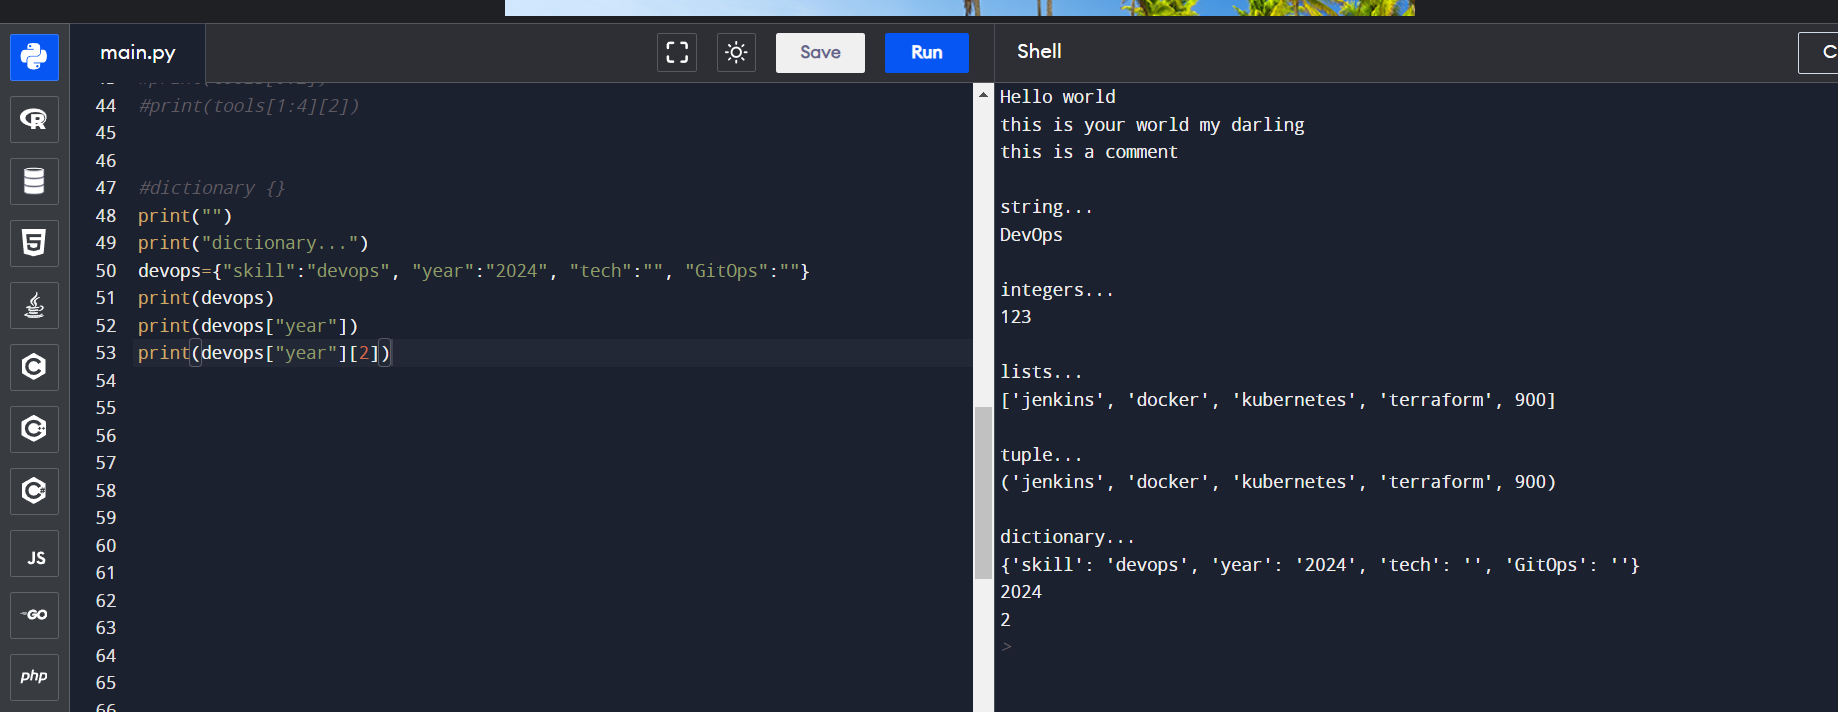 main.py
Save
Run
Shell
C
44 #print(tools[1:4][2])
45
46
47 #dictionary {}
48 print("")
49 print("dictionary...")
50 devops={"skill":"devops", "year":"2024", "tech":"", "GitOps":""}
51 print(devops)
52 print(devops["year"])
53 print(devops["year"][2])
54
55
56
57
58
59
60
61
62
63
64
65
66
Hello world
this is your world my darling
this is a comment
string...
DevOps
integers...
123
lists...
['jenkins', 'docker', 'kubernetes', 'terraform', 900]
tuple...
('jenkins', 'docker', 'kubernetes', 'terraform', 900)
dictionary...
{'skill': 'devops', 'year': '2024', 'tech': '', 'GitOps': ''}
2024
2
>
R
5
C
C++
C#
JS
GO
php